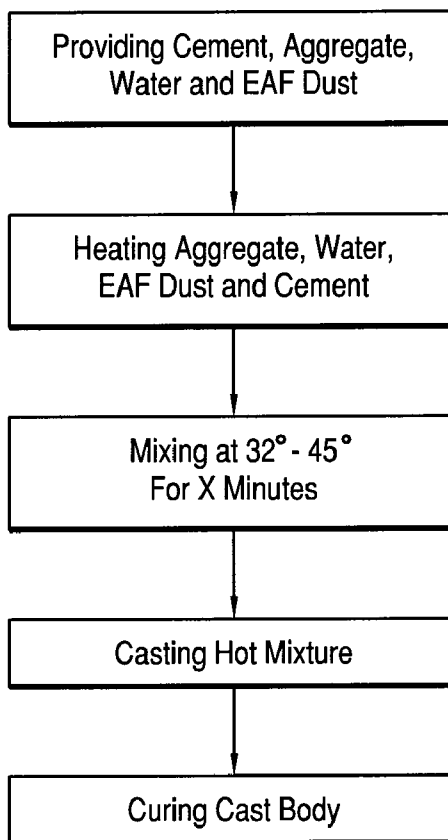 Providing Cement, Aggregate,
Water and EAF Dust
Heating Aggregate, Water,
EAF Dust and Cement
Mixing at 32° - 45°
For X Minutes
Casting Hot Mixture
Curing Cast Body